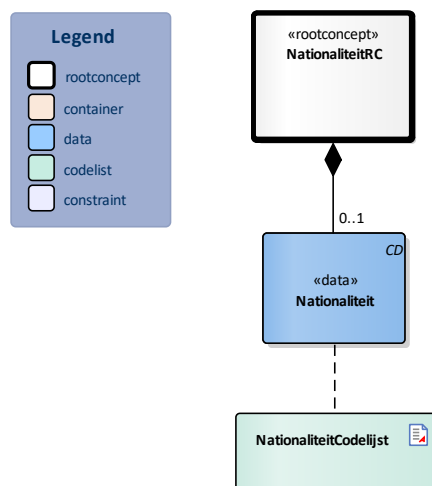 Legend
rootconcept
container
data
codelist
constraint
«rootconcept»
NationaliteitRC
0..1
CD
«data»
Nationaliteit
NationaliteitCodelijst